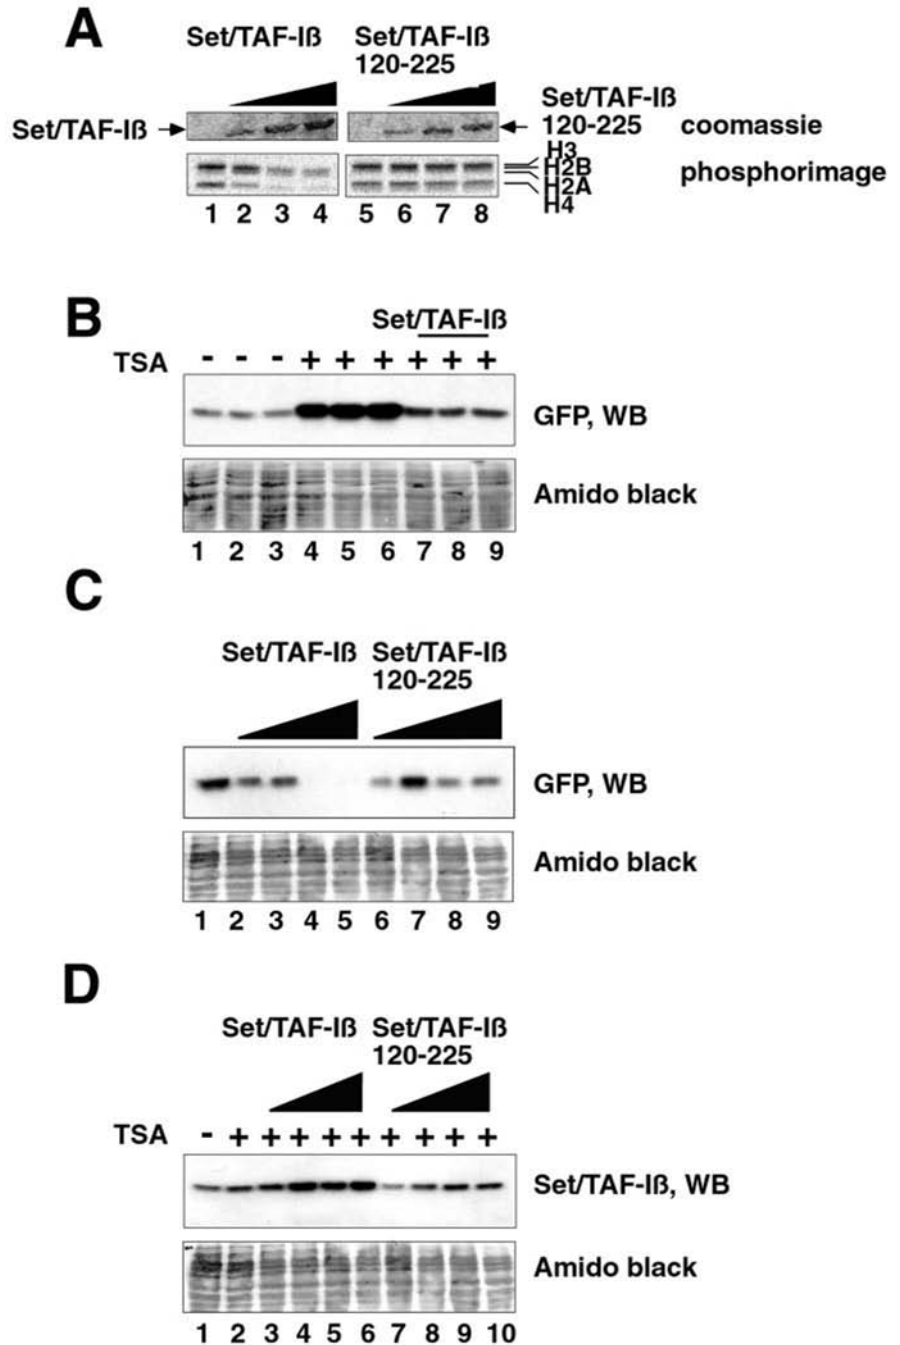 A
Set/TAF-Iß Set/TAF-Iß
120-225
Set/TAF-Iß
Set/TAF-Iß 120-225 coomassie
H3
H2B phosphorimage
H2A
H4
1 2 3 4 5 6 7 8
B
Set/TAF-Iß
TSA - - - + + + + + +
GFP, WB
Amido black
1 2 3 4 5 6 7 8 9
C
Set/TAF-Iß Set/TAF-Iß
120-225
GFP, WB
Amido black
1 2 3 4 5 6 7 8 9
D
Set/TAF-Iß Set/TAF-Iß
120-225
TSA - + + + + + + + + +
Set/TAF-Iß, WB
Amido black
1 2 3 4 5 6 7 8 9 10